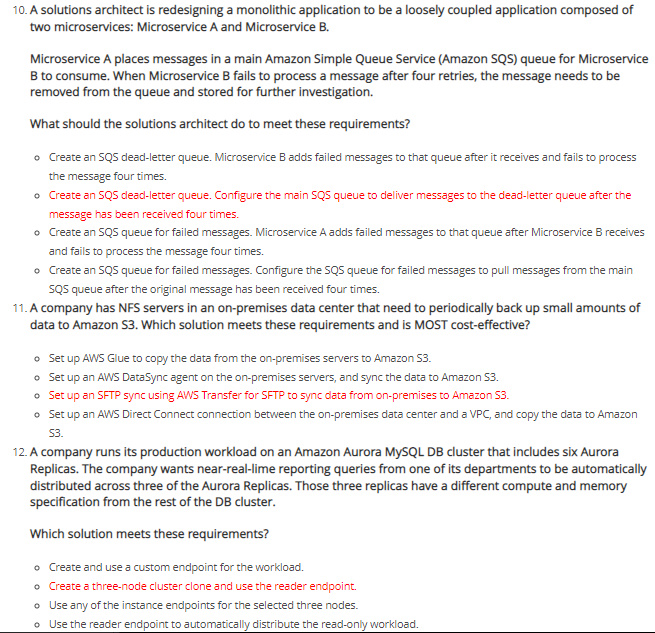 10. A solutions architect is redesigning a monolithic application to be a loosely coupled application composed of
two microservices: Microservice A and Microservice B.
Microservice A places messages in a main Amazon Simple Queue Service (Amazon SQS) queue for Microservice
B to consume. When Microservice B fails to process a message after four retries, the message needs to be
removed from the queue and stored for further investigation.
What should the solutions architect do to meet these requirements?
o Create an SQS dead-letter queue. Microservice B adds failed messages to that queue after it receives and fails to process
the message four times.
o Create an SQS dead-letter queue. Configure the main SQS queue to deliver messages to the dead-letter queue after the
message has been received four times.
o Create an SQS queue for failed messages. Microservice A adds failed messages to that queue after Microservice B receives
and fails to process the message four times.
o Create an SQS queue for failed messages. Configure the SQS queue for failed messages to pull messages from the main
SQS queue after the original message has been received four times.
11. A company has NFS servers in an on-premises data center that need to periodically back up small amounts of
data to Amazon S3. Which solution meets these requirements and is MOST cost-effective?
o Set up AWS Glue to copy the data from the on-premises servers to Amazon S3.
o Set up an AWS DataSync agent on the on-premises servers, and sync the data to Amazon S3.
o Set up an SFTP sync using AWS Transfer for SFTP to sync data from on-premises to Amazon S3.
o Set up an AWS Direct Connect connection between the on-premises data center and a VPC, and copy the data to Amazon
S3.
12. A company runs its production workload on an Amazon Aurora MySQL DB cluster that includes six Aurora
Replicas. The company wants near-real-lime reporting queries from one of its departments to be automatically
distributed across three of the Aurora Replicas. Those three replicas have a different compute and memory
specification from the rest of the DB cluster.
Which solution meets these requirements?
o Create and use a custom endpoint for the workload.
o Create a three-node cluster clone and use the reader endpoint.
o Use any of the instance endpoints for the selected three nodes.
o Use the reader endpoint to automatically distribute the read-only workload.